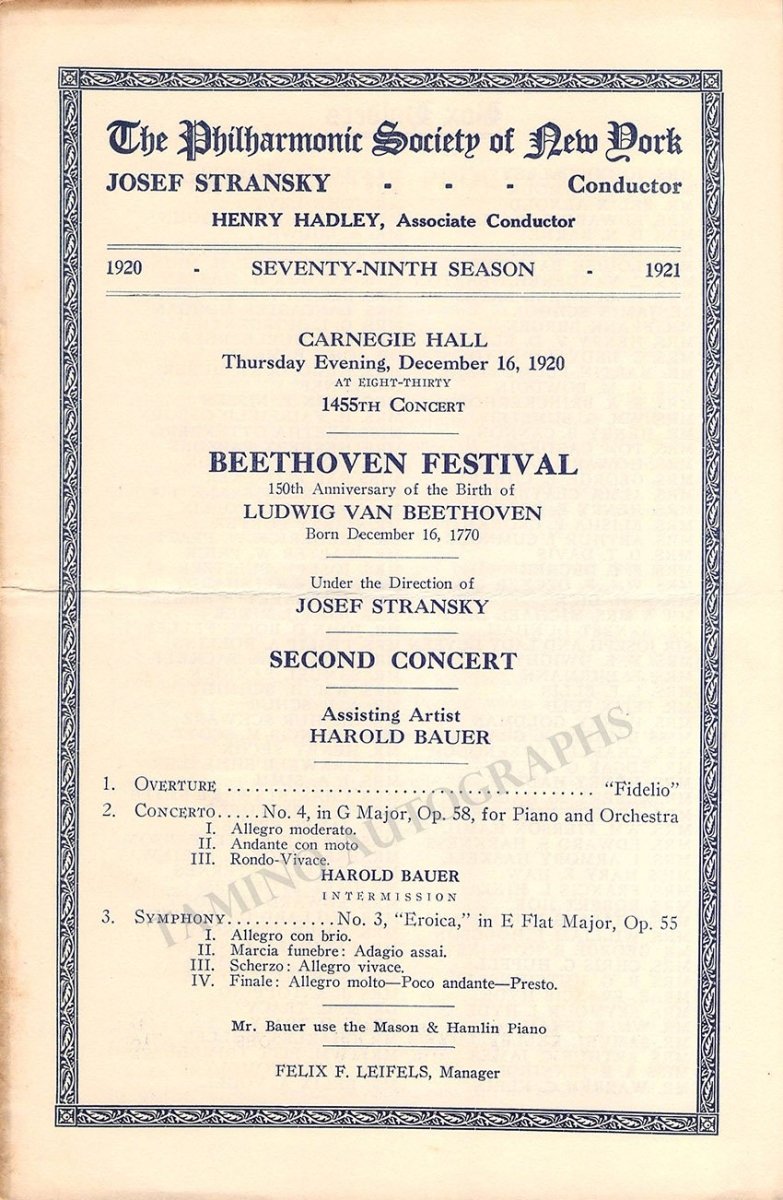 The Philharmonic Society of New York
JOSEF STRANSKY - - - Conductor
HENRY HADLEY, Associate Conductor
1920 - SEVENTY-NINTH SEASON - 1921
CARNEGIE HALL
Thursday Evening, December 16, 1920
AT EIGHT-THIRTY
1455TH CONCERT
BEETHOVEN FESTIVAL
150th Anniversary of the Birth of
LUDWIG VAN BEETHOVEN
Born December 16, 1770
Under the Direction of
JOSEF STRANSKY
SECOND CONCERT
Assisting Artist
HAROLD BAUER
1. OVERTURE ........................................ "Fidelio"
2. CONCERTO.....No. 4, in G Major, Op. 58, for Piano and Orchestra
I. Allegro moderato.
II. Andante con moto
III. Rondo-Vivace.
HAROLD BAUER
INTERMISSION
3. SYMPHONY............No. 3, "Eroica," in E Flat Major, Op. 55
I. Allegro con brio.
II. Marcia funebre: Adagio assai.
III. Scherzo: Allegro vivace.
IV. Finale: Allegro molto—Poco andante—Presto.
Mr. Bauer use the Mason & Hamlin Piano
FELIX F. LEIFELS, Manager
TAMINO AUTOGRAPHS